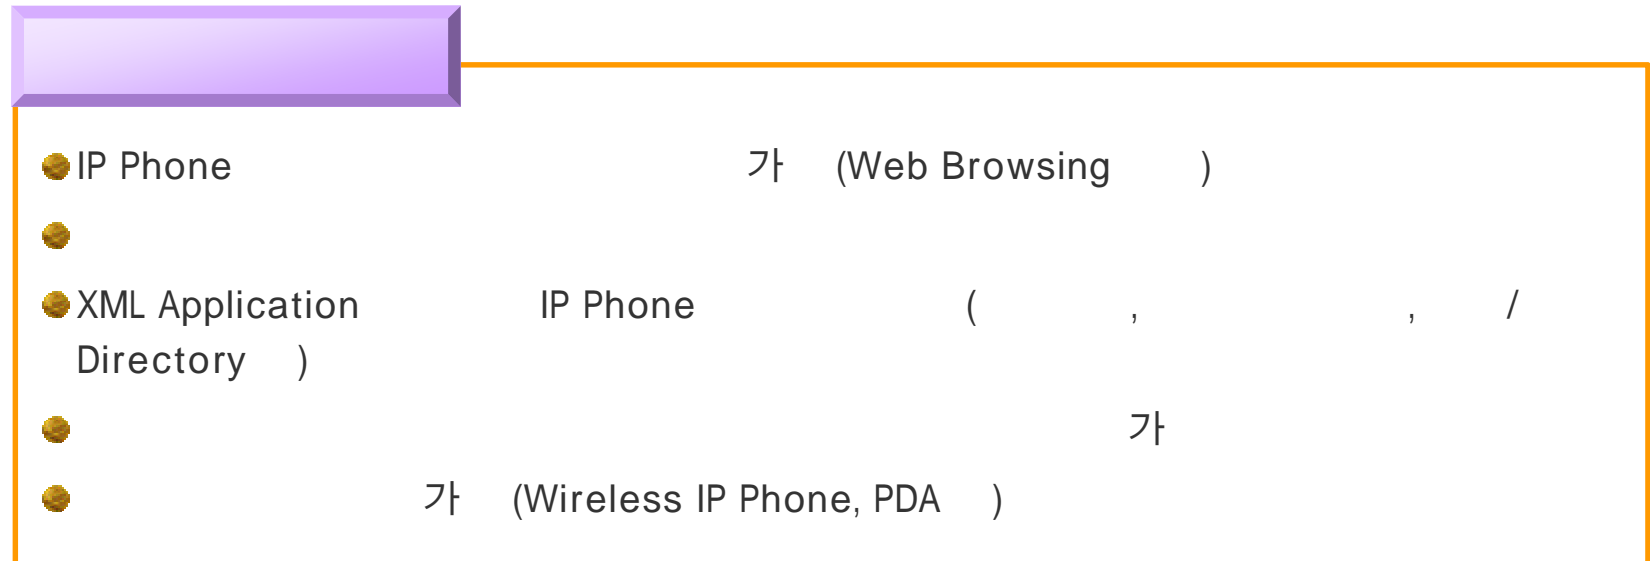 IP Phone 가 (Web Browsing )
XML Application IP Phone ( , , /
Directory )
가
가 (Wireless IP Phone, PDA )